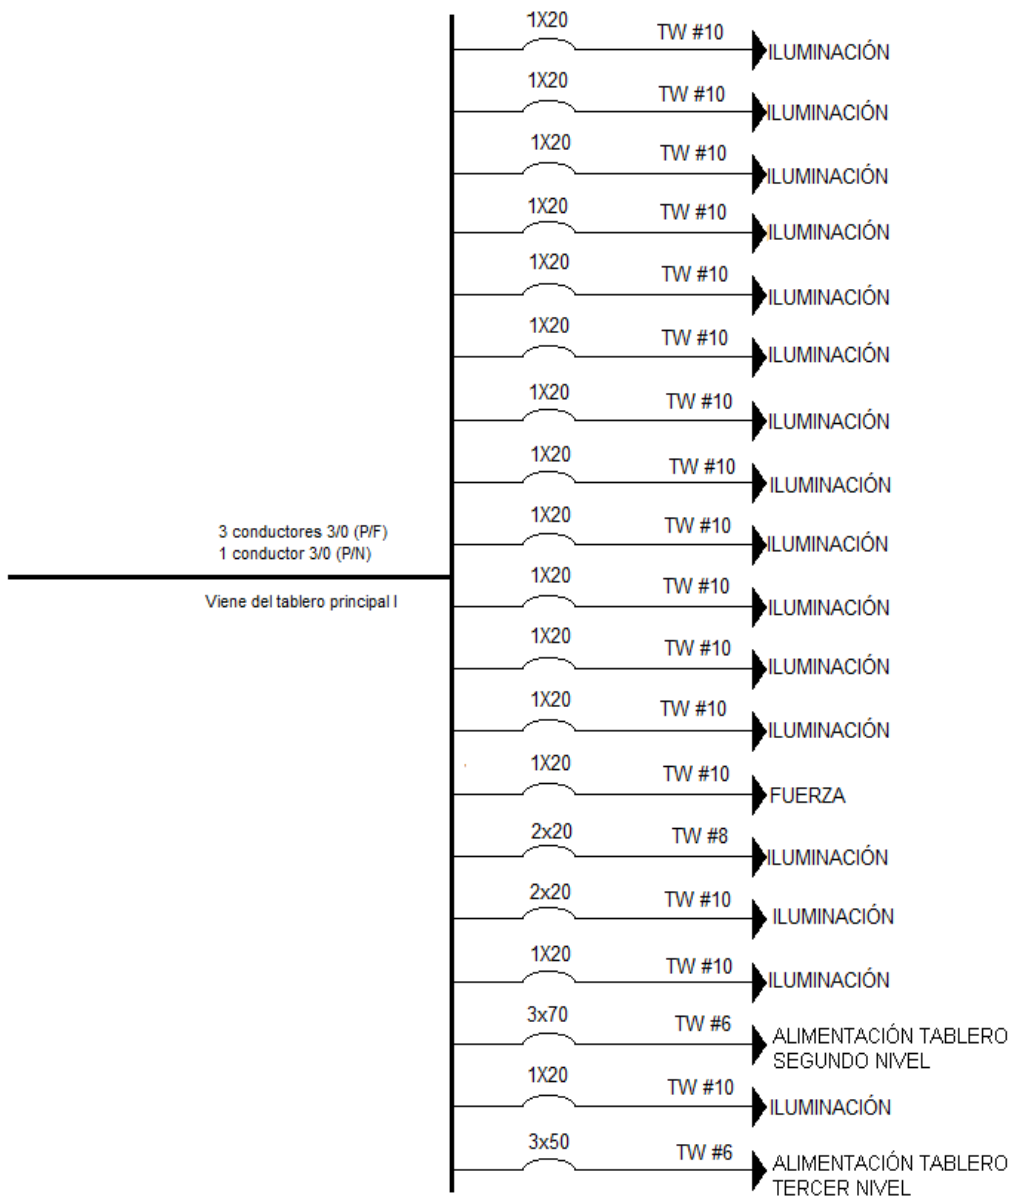 1X20 TW #10 ILUMINACIÓN
1X20 TW #10 ILUMINACIÓN
1X20 TW #10 ILUMINACIÓN
1X20 TW #10 ILUMINACIÓN
1X20 TW #10 ILUMINACIÓN
1X20 TW #10 ILUMINACIÓN
1X20 TW #10 ILUMINACIÓN
1X20 TW #10 ILUMINACIÓN
3 conductores 3/0 (P/F)
1 conductor 3/0 (P/N)
Viene del tablero principal I
1X20 TW #10 ILUMINACIÓN
1X20 TW #10 ILUMINACIÓN
1X20 TW #10 ILUMINACIÓN
1X20 TW #10 ILUMINACIÓN
1X20 TW #10 FUERZA
2x20 TW #8 ILUMINACIÓN
2x20 TW #10 ILUMINACIÓN
1X20 TW #10 ILUMINACIÓN
3x70 TW #6 ALIMENTACIÓN TABLERO
SEGUNDO NIVEL
1X20 TW #10 ILUMINACIÓN
3x50 TW #6 ALIMENTACIÓN TABLERO
TERCER NIVEL